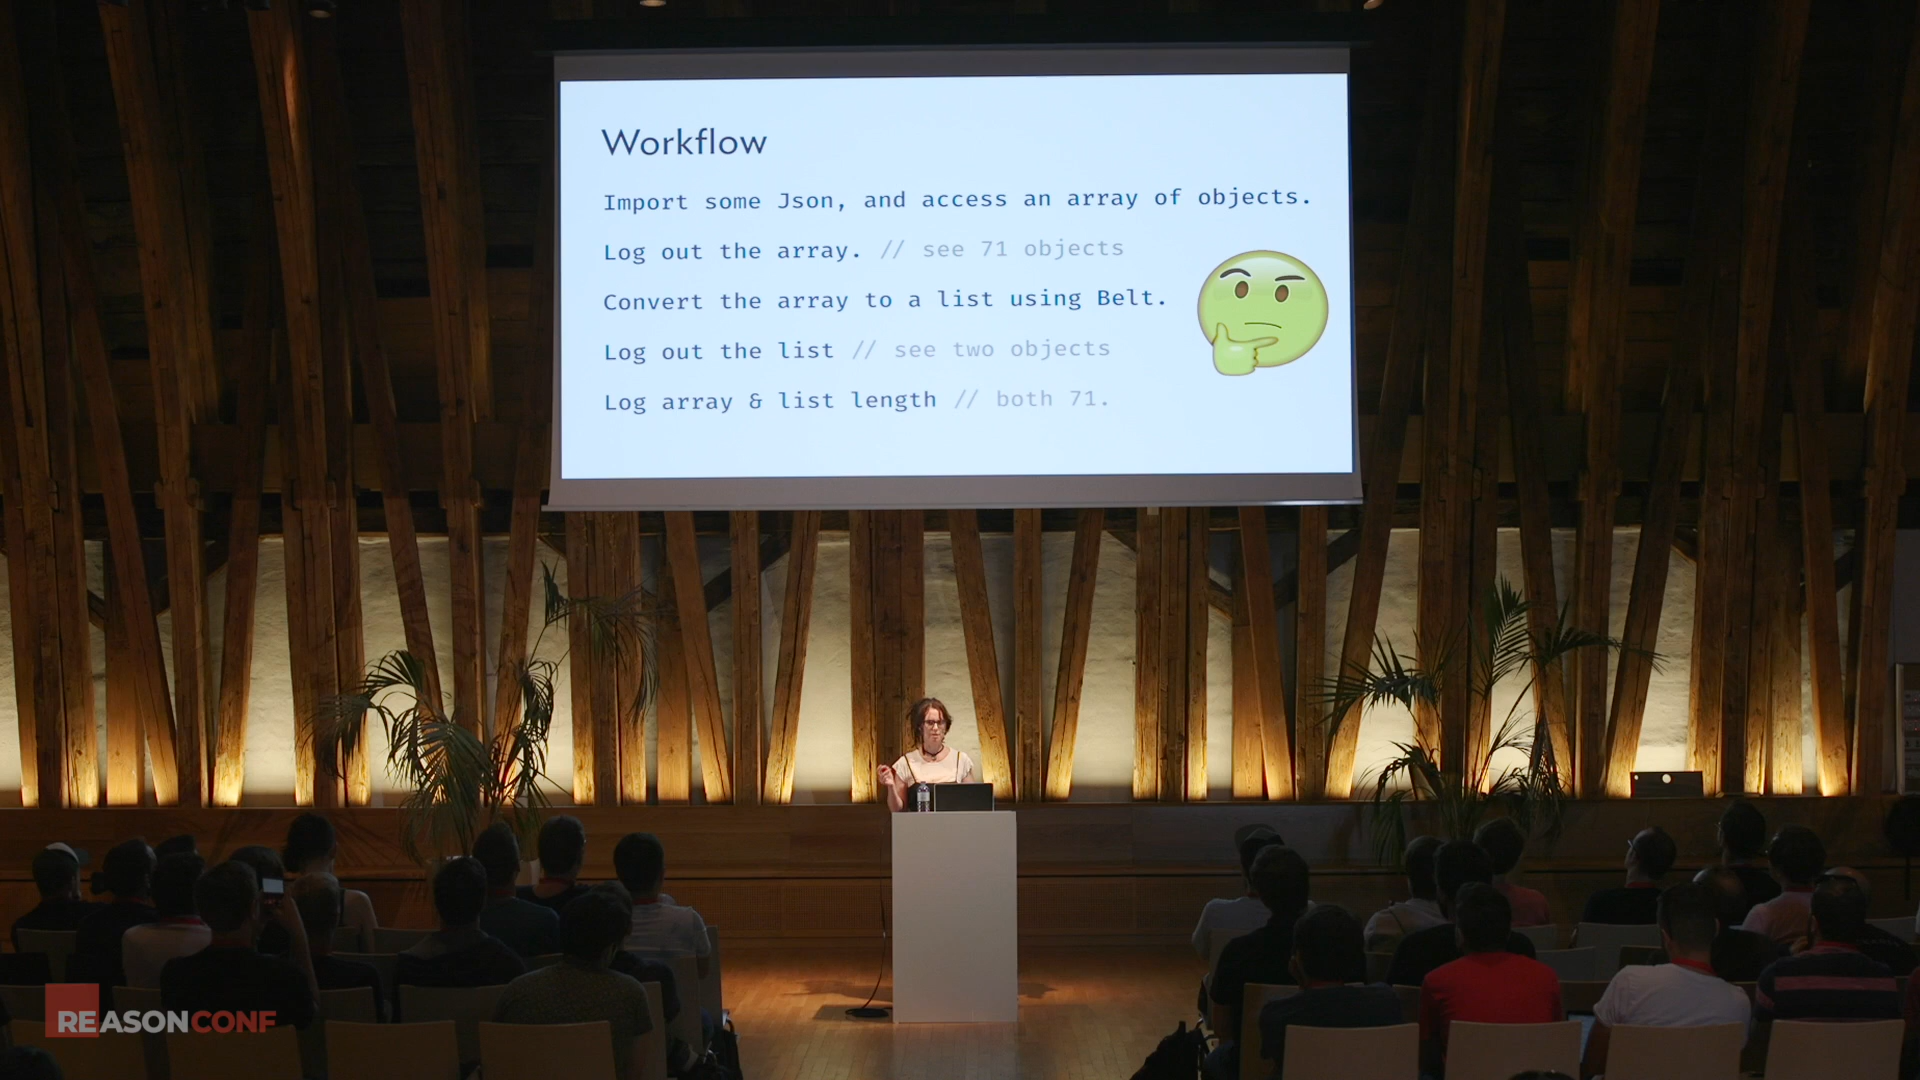 Workflow
Import some Json, and access an array of objects.
Log out the array. // see 71 objects
Convert the array to a list using Belt.
Log out the list // see two objects
Log array & list length // both 71.
REASONCONF